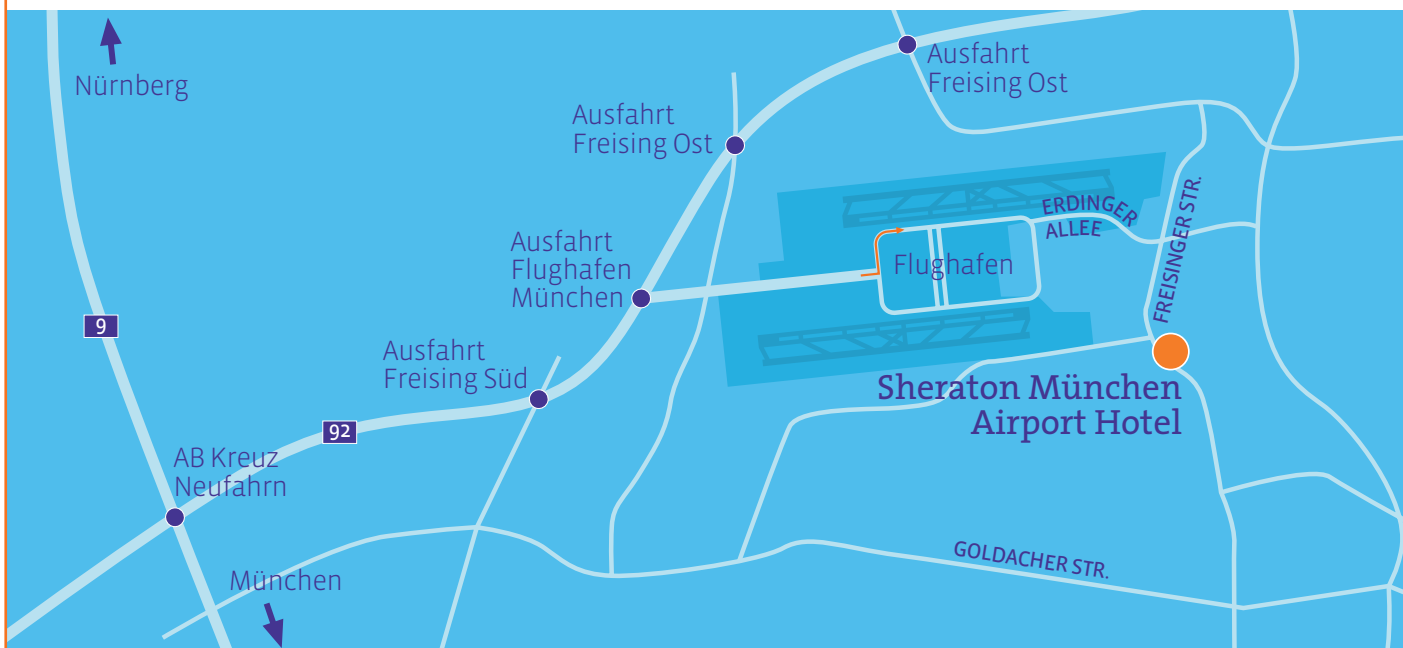 Nürnberg
Ausfahrt
Freising Ost
Ausfahrt
Freising Ost
ERDINGER
ALLEE
FREISINGER STR.
Ausfahrt
Flughafen
München
Flughafen
9
Ausfahrt
Freising Süd
Sheraton München
Airport Hotel
92
AB Kreuz
Neufahrn
GOLDACHER STR.
München